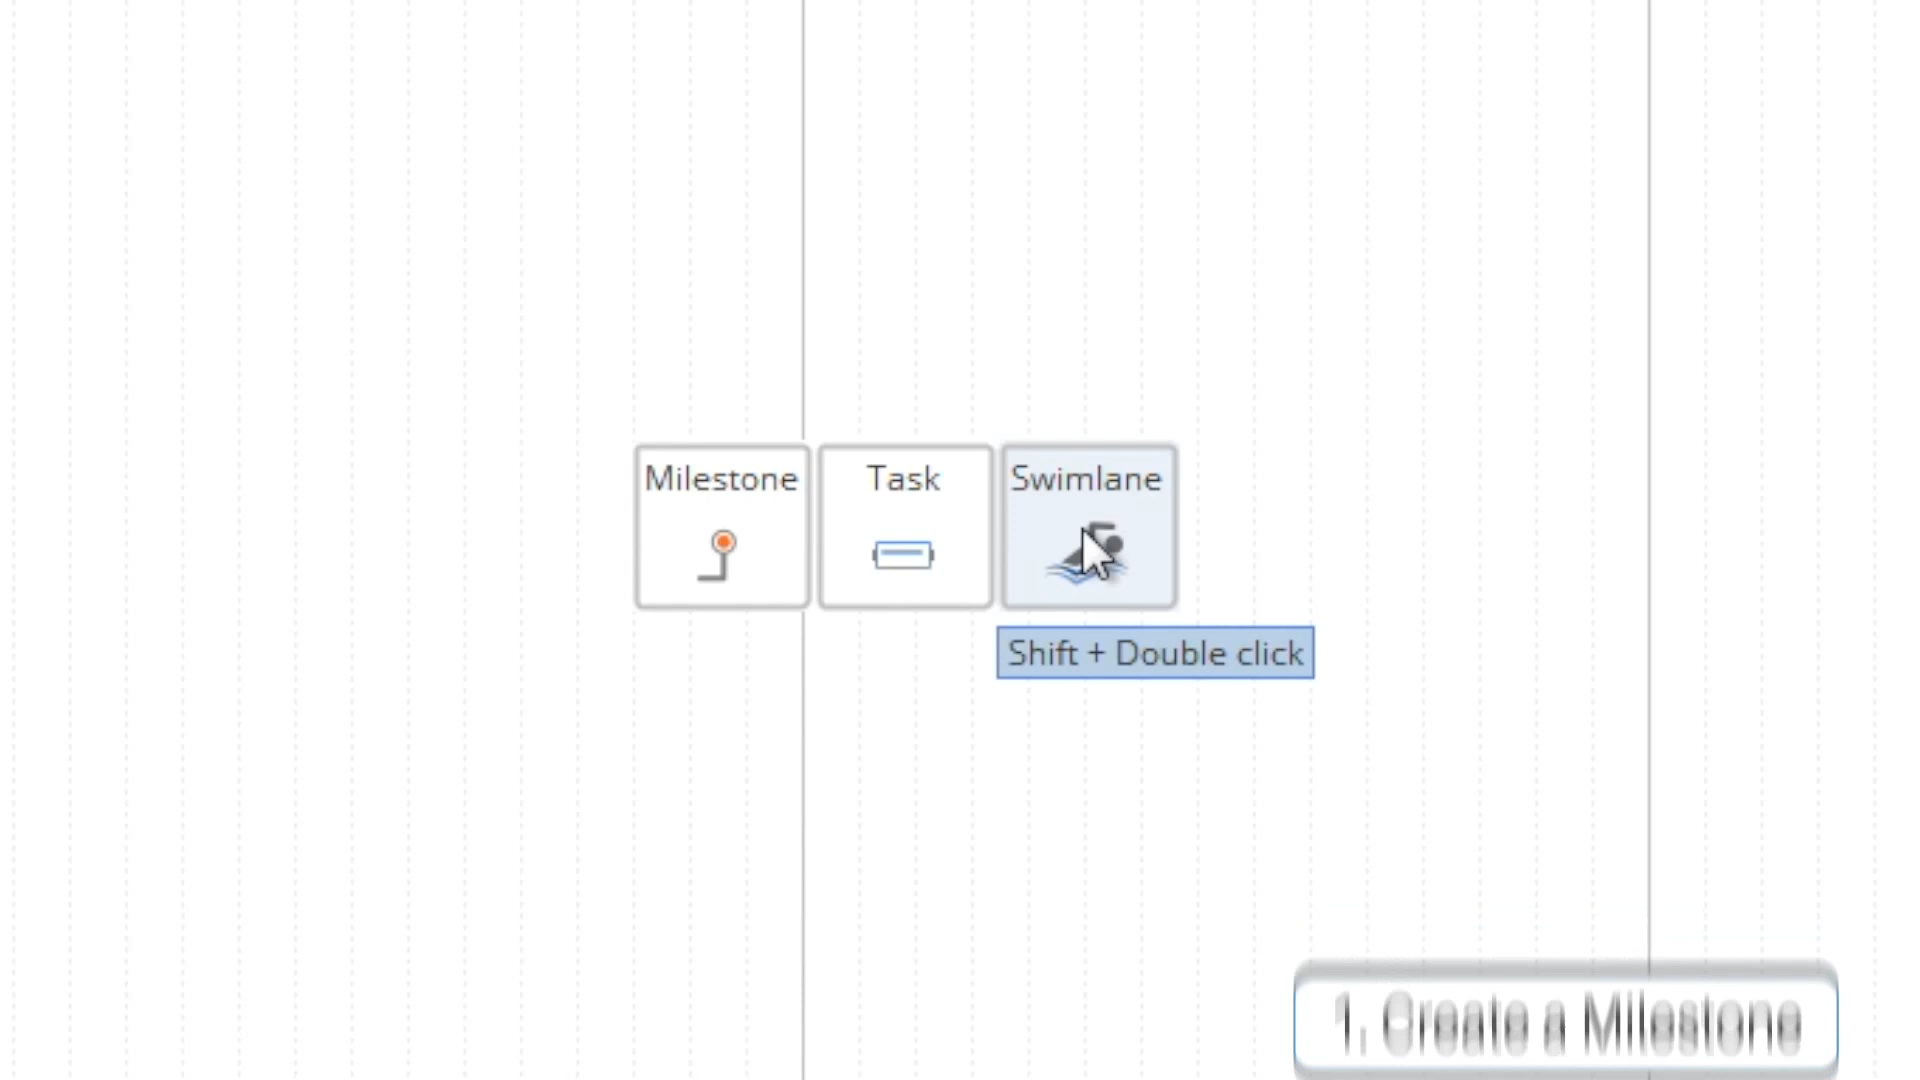 Milestone
Task
Swimlane
Shift + Double click
1. Create a Milestone